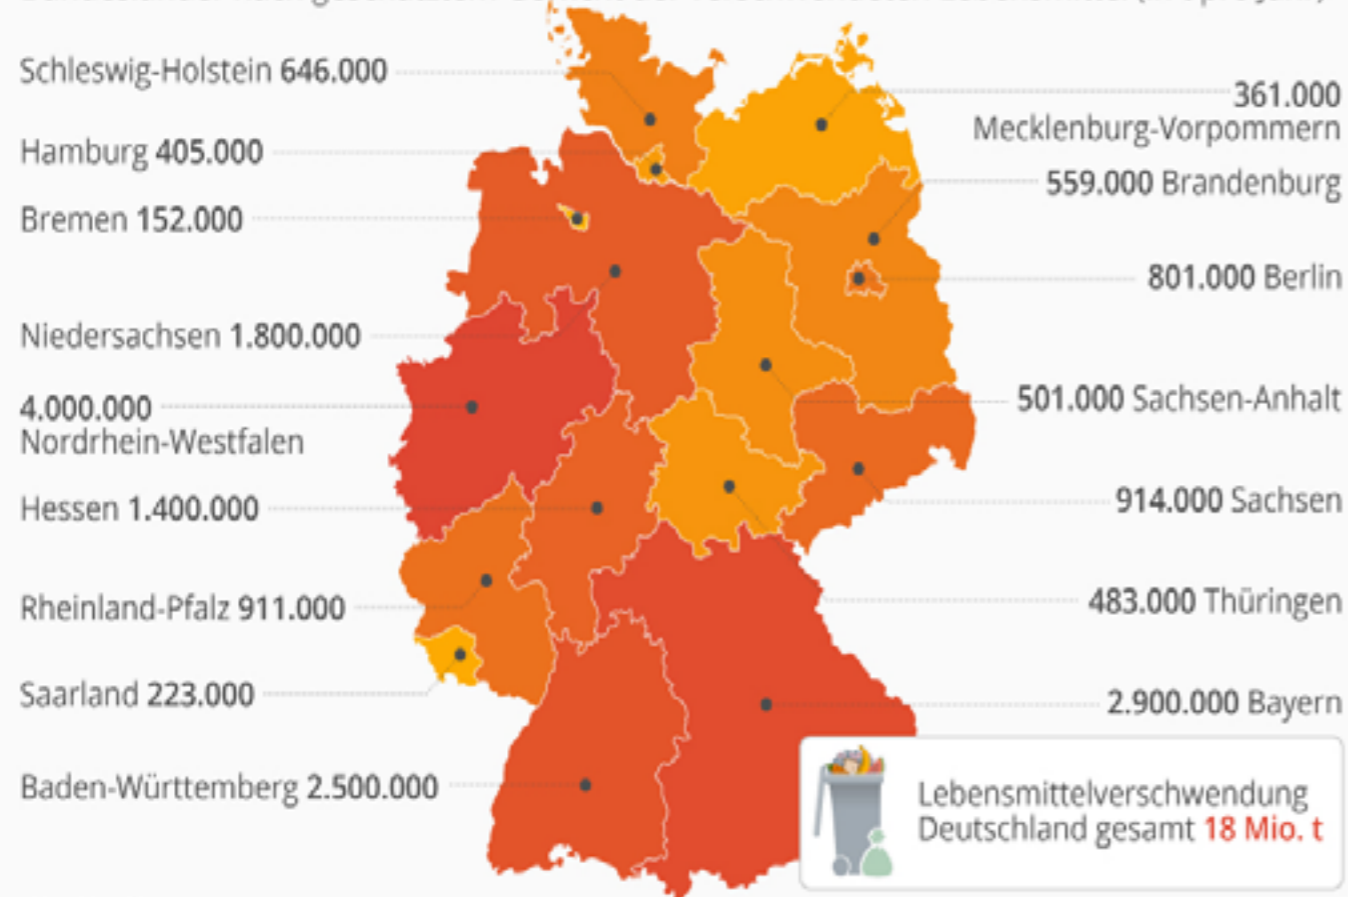 Schleswig-Holstein 646.000
361.000
Mecklenburg-Vorpommern
Hamburg 405.000
559.000 Brandenburg
Bremen 152.000
801.000 Berlin
Niedersachsen 1.800.000
4.000.000
Nordrhein-Westfalen
501.000 Sachsen-Anhalt
Hessen 1.400.000
914.000 Sachsen
Rheinland-Pfalz 911.000
483.000 Thüringen
Saarland 223.000
2.900.000 Bayern
Baden-Württemberg 2.500.000
Lebensmittelverschwendung
Deutschland gesamt 18 Mio. t